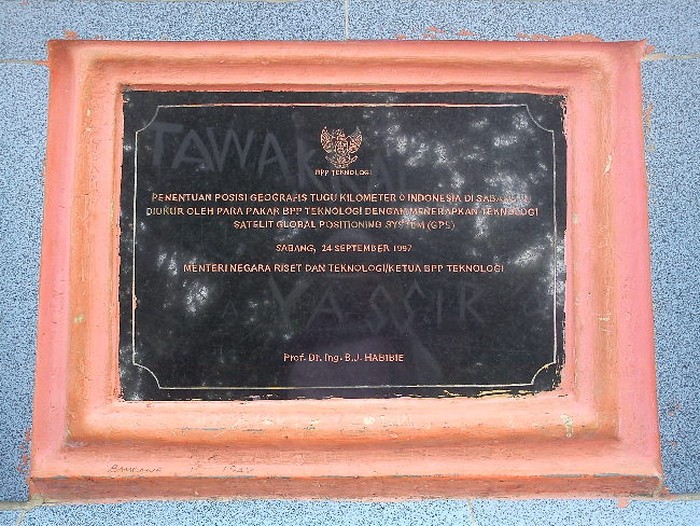 TAWAKKAL
BPP TEKNOLOGI
PENENTUAN POSISI GEOGRAFIS TUGU KILOMETER 0 INDONESIA DI SABANG
DIUKUR OLEH PARA PAKAR BPP TEKNOLOGI DENGAN MENERAPKAN TEKNOLOGI
SATELIT GLOBAL POSITIONING SYSTEM (GPS)
SABANG, 24 SEPTEMBER 1997
MENTERI NEGARA RISET DAN TEKNOLOGI/KETUA BPP TEKNOLOGI
YASSIR
Prof. Dr. Ing. B.J. HABIBIE